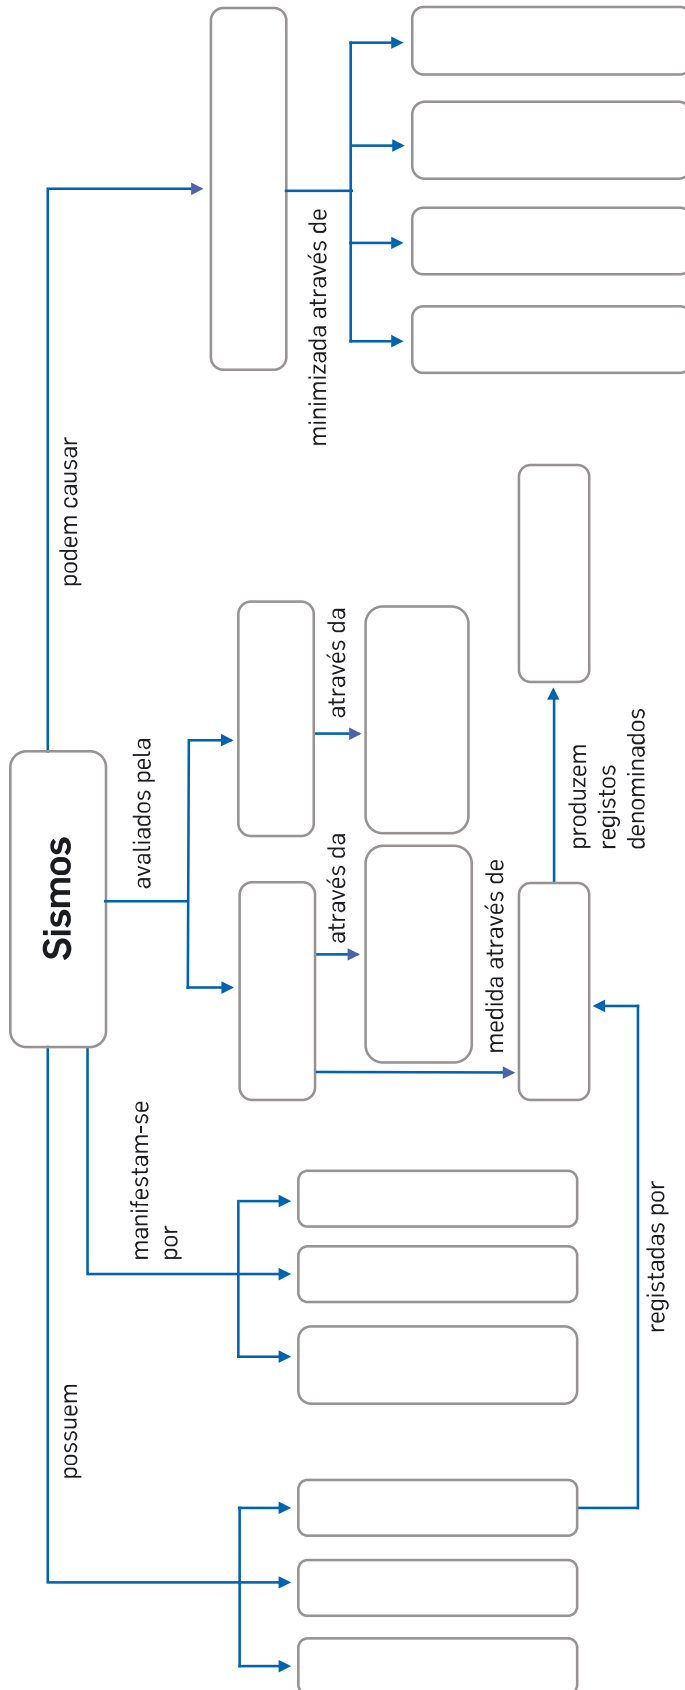 Sismos
possuem
manifestam-se
por
avaliados pela
podem causar
através da
através da
minimizada através de
medida através de
produzem
registos
denominados
registadas por